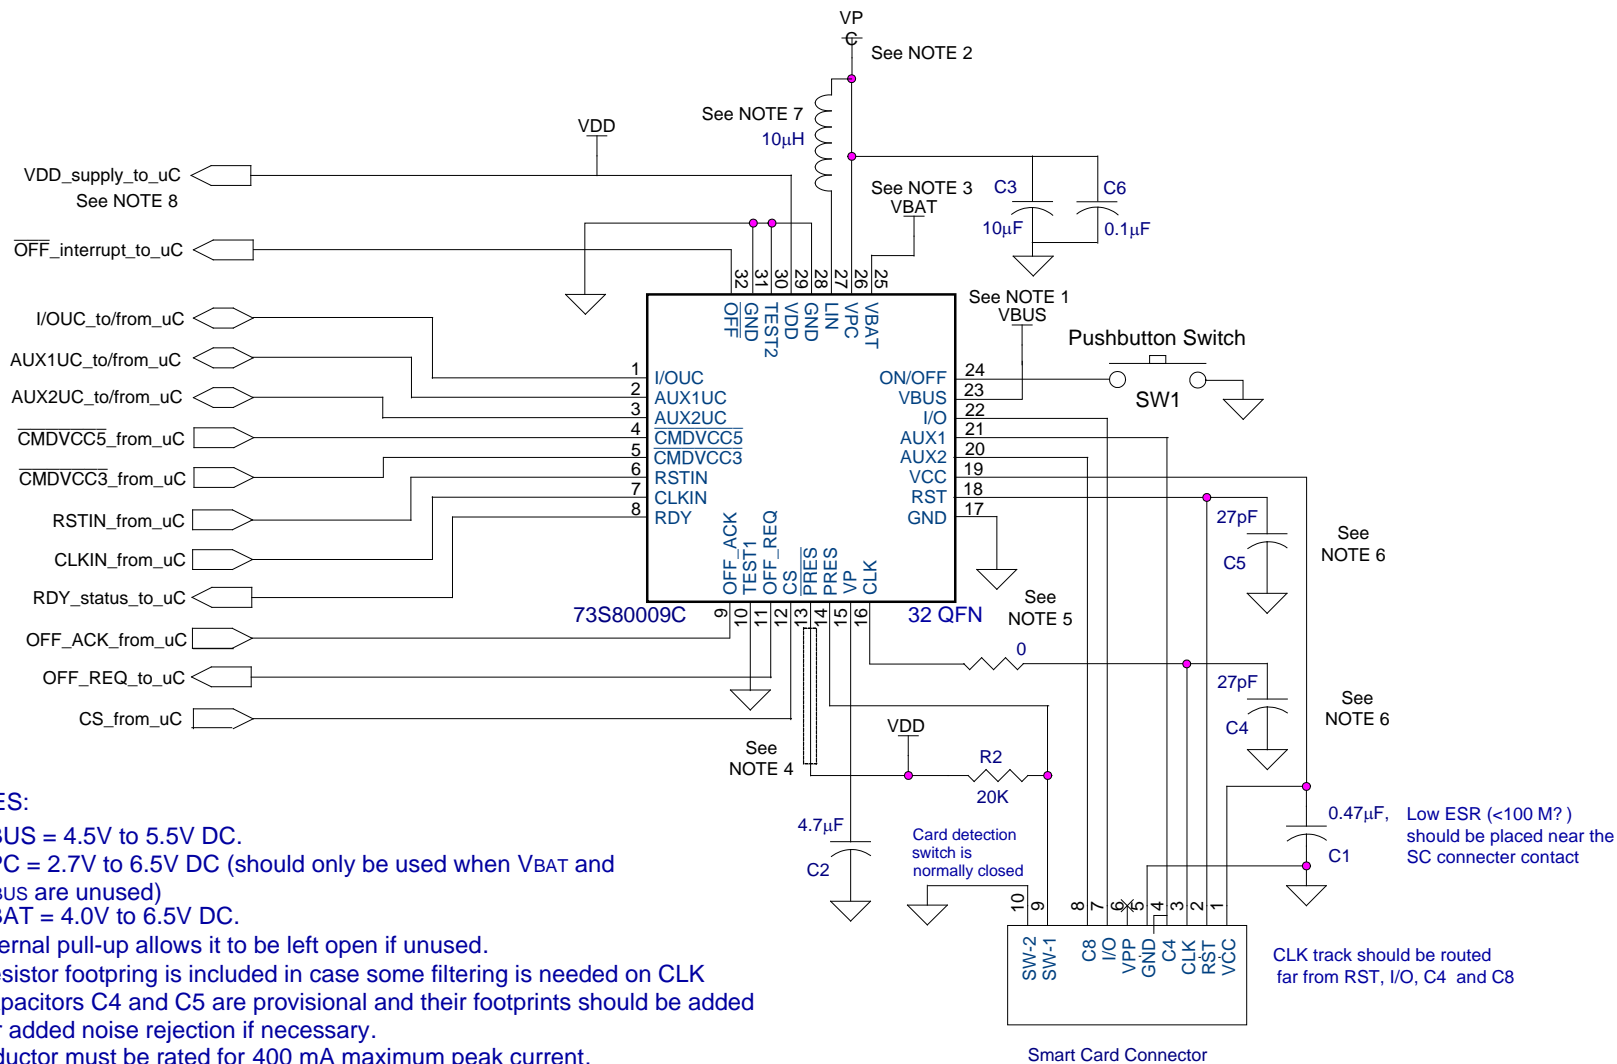 VP
C
See NOTE 2
See NOTE 7
10µH
VDD
VDD_supply_to_uC
See NOTE 8
See NOTE 3
VBAT
C3
10µF
C6
0.1µF
OFF_interrupt_to_uC
32
31
30
29
28
27
26
25
OFF
GND
TEST2
VDD
GND
LIN
VPC
VBAT
See NOTE 1
VBUS
Pushbutton Switch
SW1
I/OUC_to/from_uC
AUX1UC_to/from_uC
AUX2UC_to/from_uC
CMDVCC5_from_uC
CMDVCC3_from_uC
RSTIN_from_uC
CLKIN_from_uC
RDY_status_to_uC
OFF_ACK_from_uC
OFF_REQ_to_uC
CS_from_uC
1 I/OUC
2 AUX1UC
3 AUX2UC
4 CMDVCC5
5 CMDVCC3
6 RSTIN
7 CLKIN
8 RDY
ON/OFF 24
VBUS 23
I/O 22
AUX1 21
AUX2 20
VCC 19
RST 18
GND 17
OFF_ACK
TEST1
OFF_REQ
CS
PRES
PRES
VP
CLK
9
10
11
12
13
14
15
16
73S80009C
32 QFN
27pF
C5
See
NOTE 6
See
NOTE 5
0
27pF
C4
See
NOTE 6
See
NOTE 4
VDD
R2
20K
4.7µF
C2
Card detection
switch is
normally closed
0.47µF,
C1
Low ESR (<100 M? )
should be placed near the
SC connecter contact
10
9
8
7
6
5
4
3
2
1
SW-2
SW-1
C8
I/O
VPP
GND
C4
CLK
RST
VCC
CLK track should be routed
far from RST, I/O, C4 and C8
Smart Card Connector
ES:
BUS = 4.5V to 5.5V DC.
PC = 2.7V to 6.5V DC (should only be used when VBAT and
BUS are unused)
BAT = 4.0V to 6.5V DC.
ernal pull-up allows it to be left open if unused.
esistor footpring is included in case some filtering is needed on CLK
apacitors C4 and C5 are provisional and their footprints should be added
r added noise rejection if necessary.
ductor must be rated for 400 mA maximum peak current.